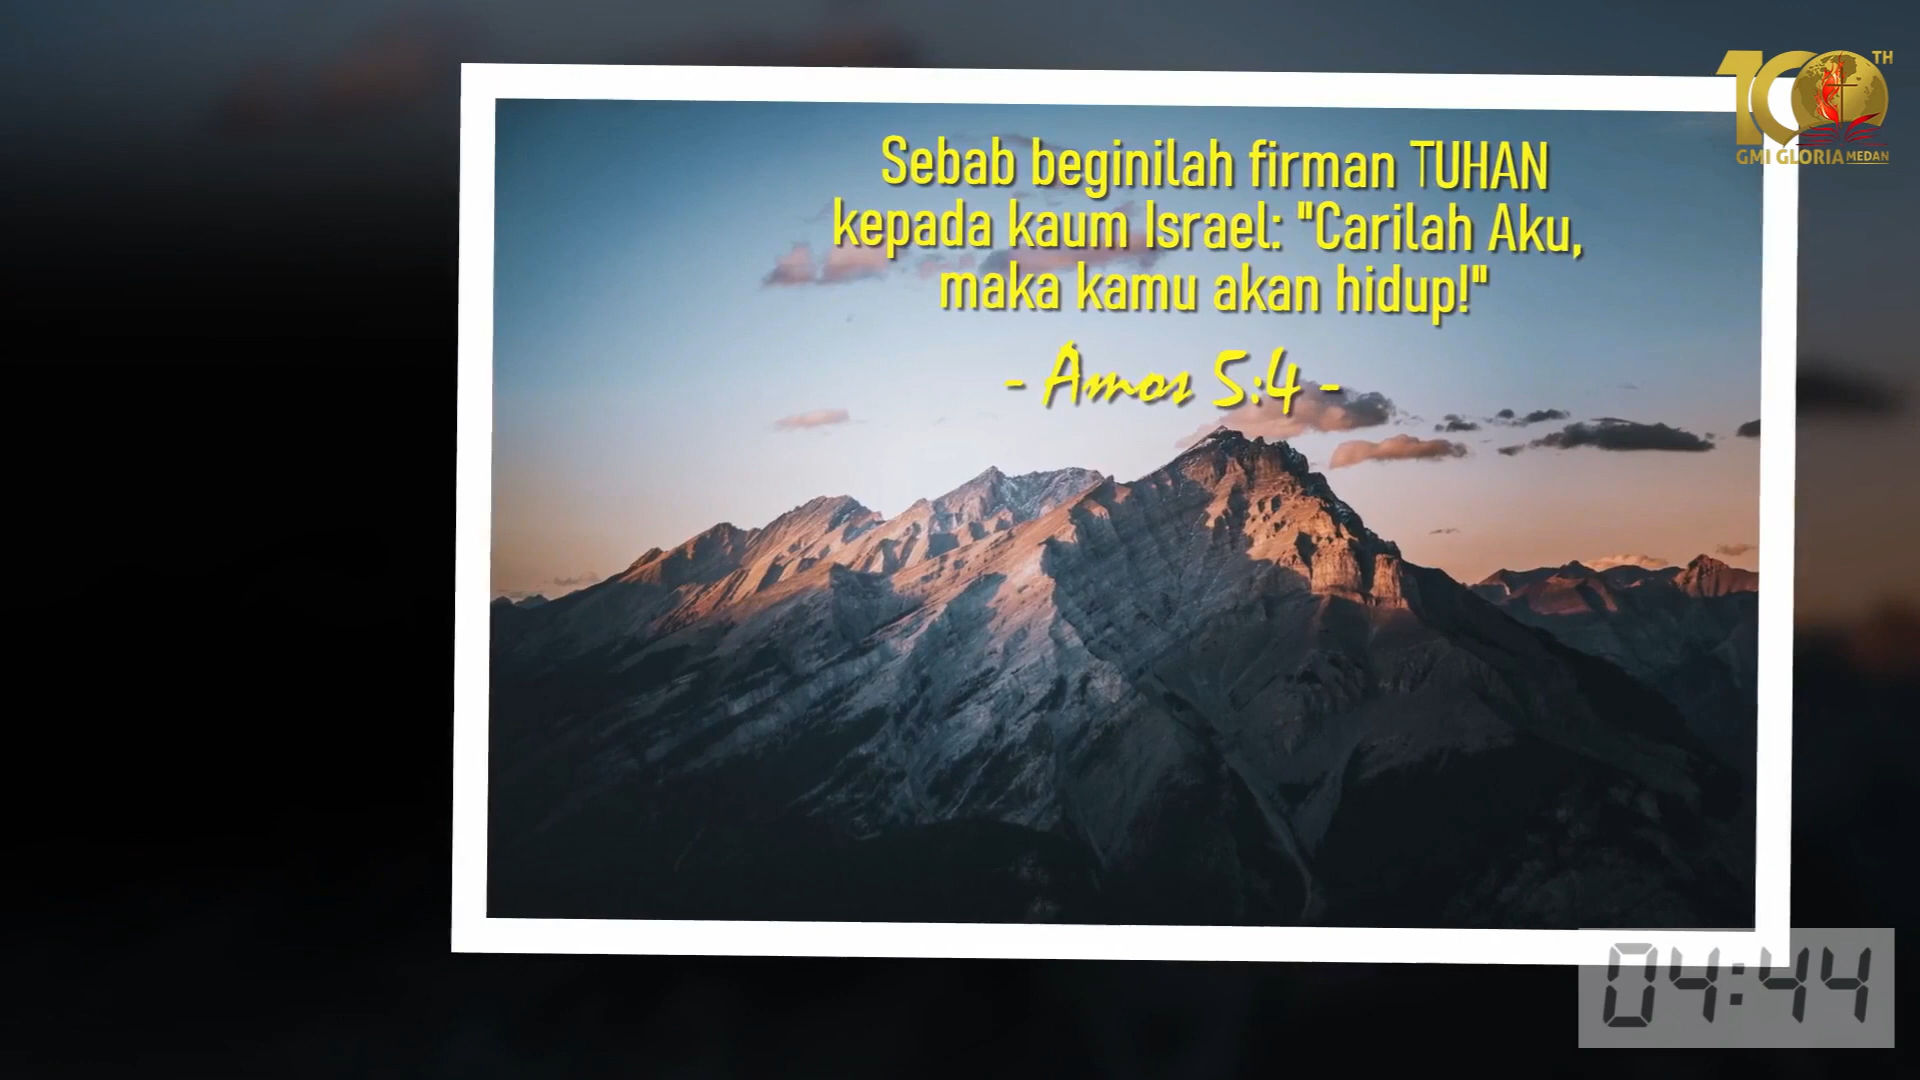 Sebab beginilah firman TUHAN
kepada kaum Israel: "Carilah Aku,
maka kamu akan hidup!"
- Amos 5:4 -
100TH
GMI GLORIA MEDAN
04:44